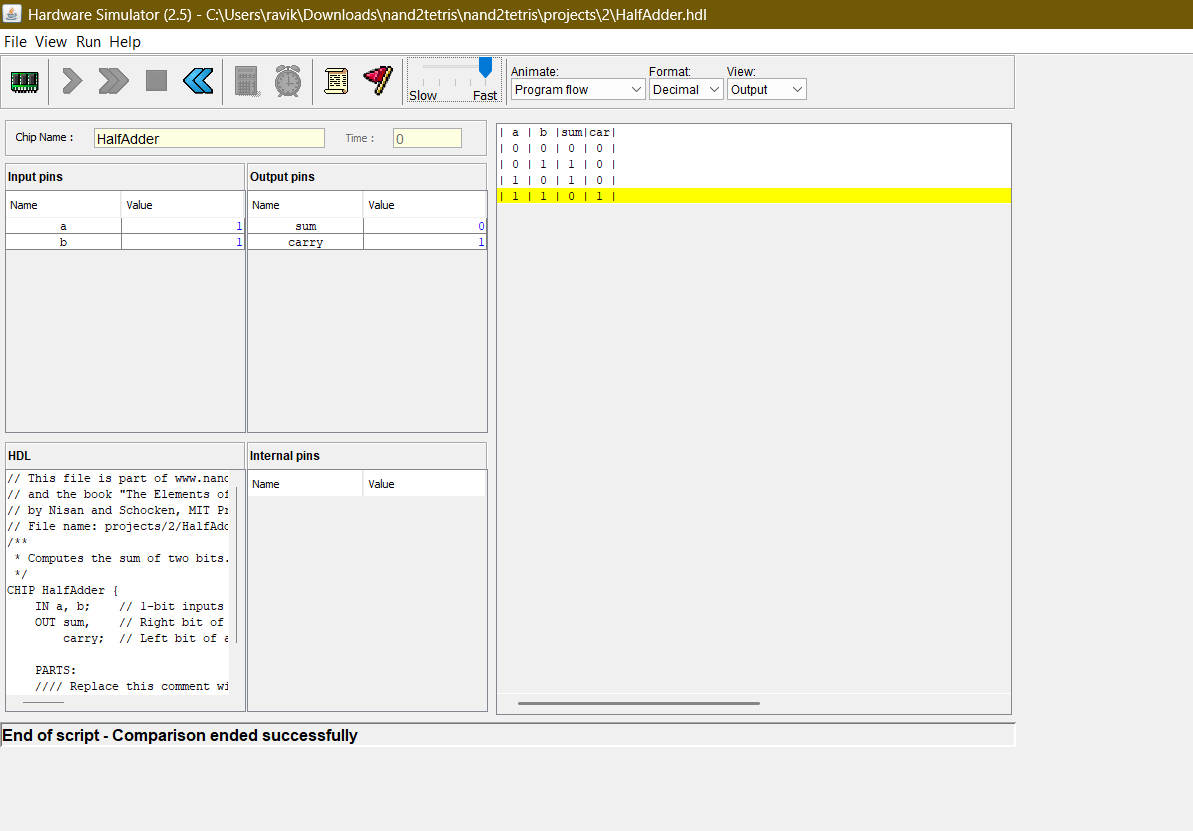 Hardware Simulator (2.5) - C:\Users\ravik\Downloads\nand2tetris\nand2tetris\projects\2\HalfAdder.hdl
File View Run Help
Slow Fast
Animate: Format: View:
Program flow Decimal Output
Chip Name : HalfAdder Time : 0
Input pins
Name Value
a 1
b 1
Output pins
Name Value
sum 0
carry 1
| a | b |sum|car|
| 0 | 0 | 0 | 0 |
| 0 | 1 | 1 | 0 |
| 1 | 0 | 1 | 0 |
| 1 | 1 | 0 | 1 |
HDL
// This file is part of www.nand
// and the book "The Elements of
// by Nisan and Schocken, MIT Pr
// File name: projects/2/HalfAdd
/**
* Computes the sum of two bits.
*/
CHIP HalfAdder {
IN a, b; // 1-bit inputs
OUT sum, // Right bit of
carry; // Left bit of a
PARTS:
//// Replace this comment wi
Internal pins
Name Value
End of script - Comparison ended successfully